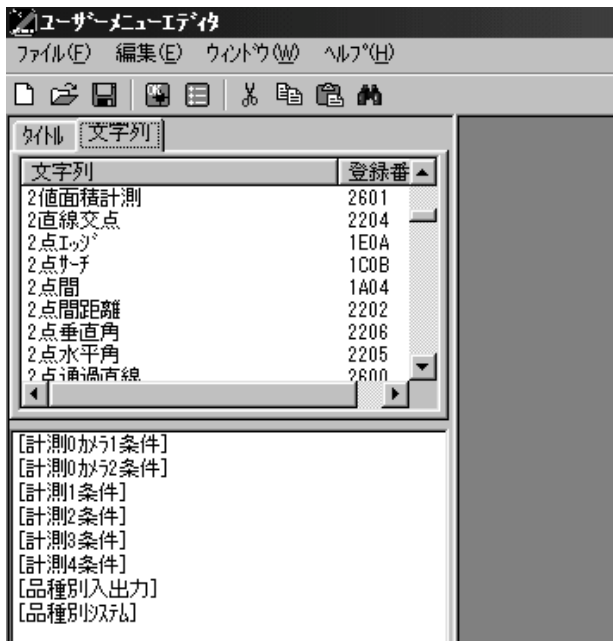 ﾕｰｻﾞｰﾒﾆｭｰｴﾃﾞｨﾀ
ﾌｧｲﾙ(F) 編集(E) ｳｨﾝﾄﾞｳ(W) ﾍﾙﾌﾟ(H)
ﾀｲﾄﾙ 文字列
文字列 登録番
2値面積計測 2601
2直線交点 2204
2点ｴｯｼﾞ 1E0A
2点ｻｰﾁ 1C0B
2点間 1A04
2点間距離 2202
2点垂直角 2206
2点水平角 2205
2点通過直線 2600
[計測0ｶﾒﾗ1条件]
[計測0ｶﾒﾗ2条件]
[計測1条件]
[計測2条件]
[計測3条件]
[計測4条件]
[品種別入出力]
[品種別ｼｽﾃﾑ]